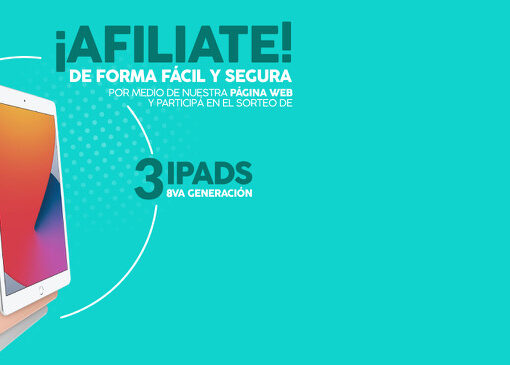 ¡AFILIATE!
DE FORMA FÁCIL Y SEGURA
POR MEDIO DE NUESTRA PÁGINA WEB
Y PARTICIPA EN EL SORTEO DE
3 IPADS
8VA GENERACIÓN